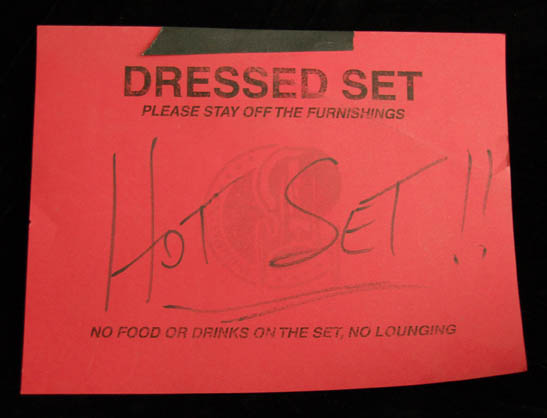 DRESSED SET
PLEASE STAY OFF THE FURNISHINGS
HOT SET !!
NO FOOD OR DRINKS ON THE SET, NO LOUNGING